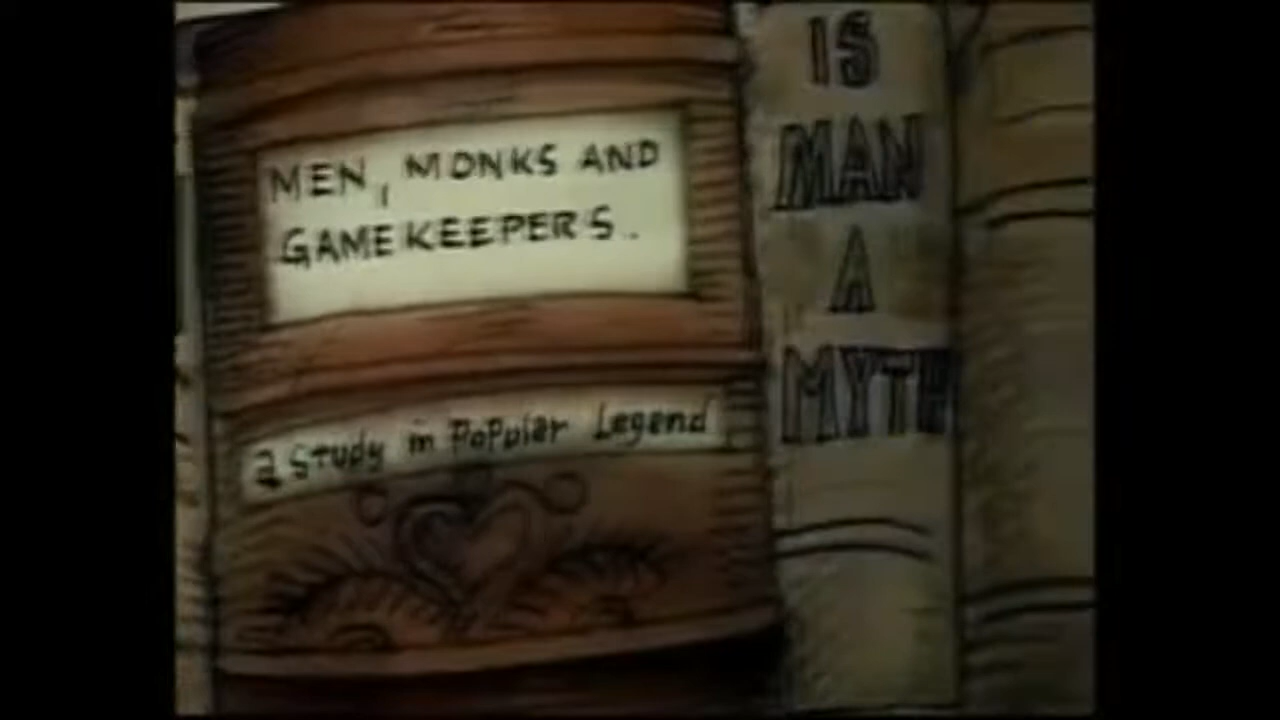 MEN, MONKS AND
GAMEKEEPERS.
a Study in Popular Legend
IS
MAN
A
MYTH